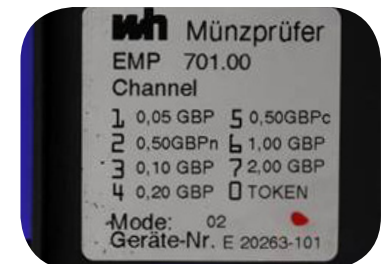 wh Münzprüfer
EMP 701.00
Channel
1 0,05 GBP 5 0,50GBPc
2 0,50GBPn 6 1,00 GBP
3 0,10 GBP 7 2,00 GBP
4 0,20 GBP 0 TOKEN
Mode: 02
Geräte-Nr. E 20263-101